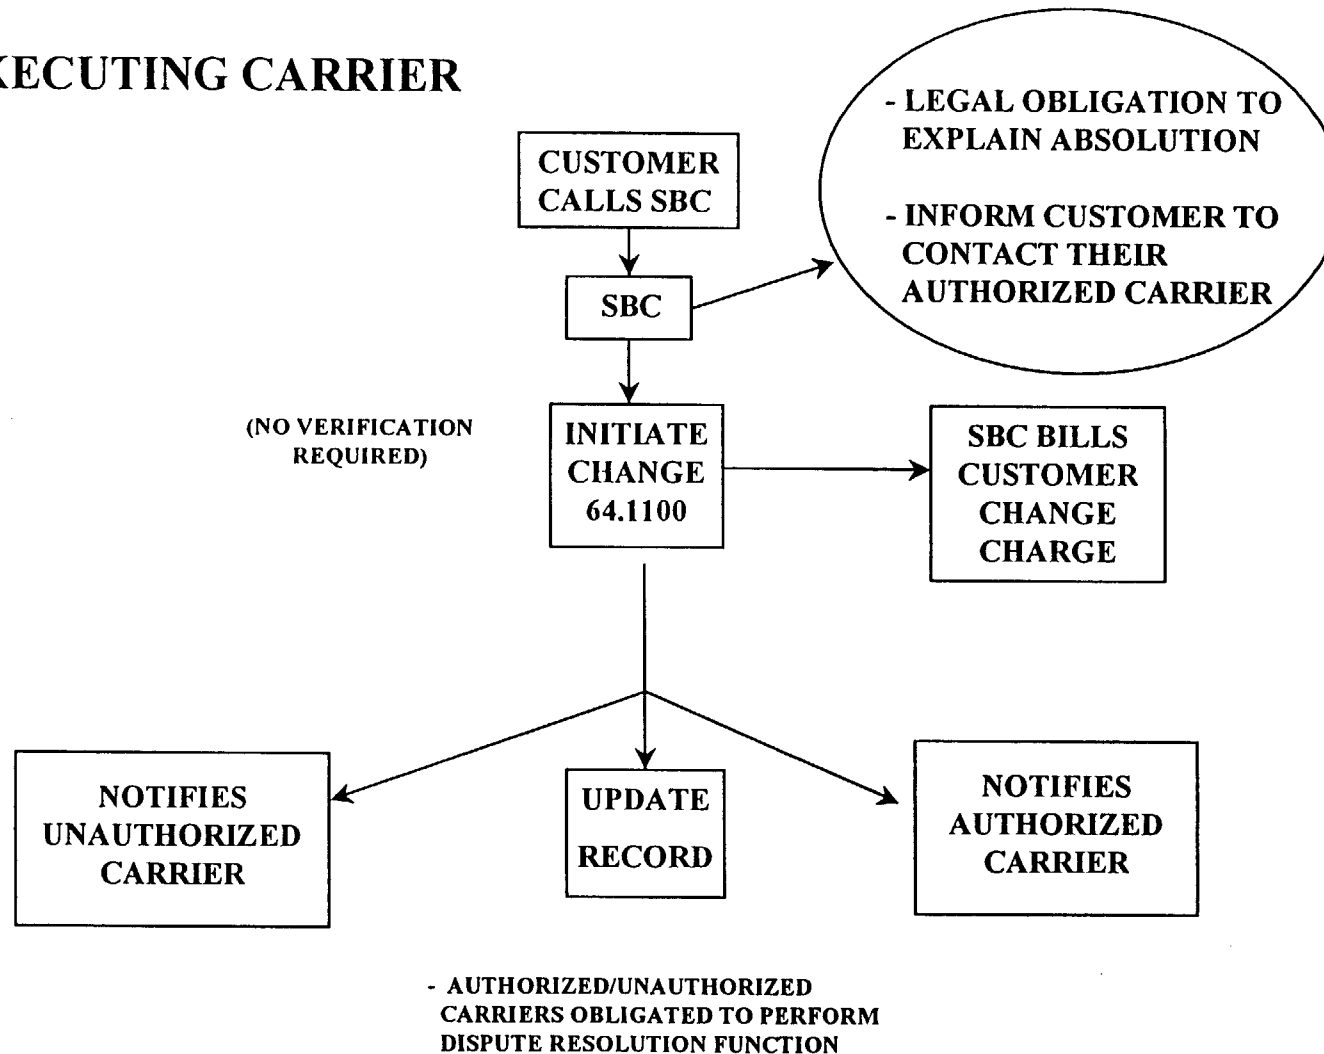 XECUTING CARRIER
- LEGAL OBLIGATION TO
EXPLAIN ABSOLUTION
- INFORM CUSTOMER TO
CONTACT THEIR
AUTHORIZED CARRIER
CUSTOMER
CALLS SBC
SBC
(NO VERIFICATION
REQUIRED)
INITIATE
CHANGE
64.1100
SBC BILLS
CUSTOMER
CHANGE
CHARGE
NOTIFIES
UNAUTHORIZED
CARRIER
UPDATE
RECORD
NOTIFIES
AUTHORIZED
CARRIER
- AUTHORIZED/UNAUTHORIZED
CARRIERS OBLIGATED TO PERFORM
DISPUTE RESOLUTION FUNCTION